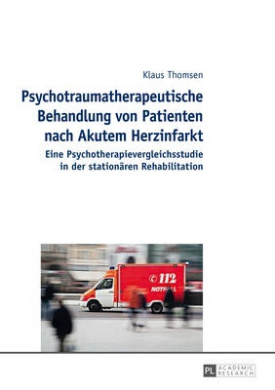 Klaus Thomsen
Psychotraumatherapeutische
Behandlung von Patienten
nach Akutem Herzinfarkt
Eine Psychotherapievergleichsstudie
in der stationären Rehabilitation
112
NOTRUF
PL
ACADEMIC
RESEARCH